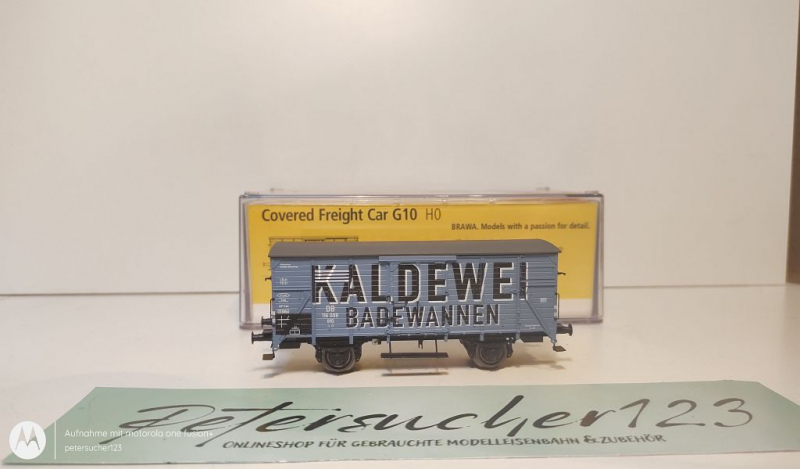 Covered Freight Car G10 H0
BRAWA. Models with a passion for detail.
KALDEWEI
BADEWANNEN
DB
Petersucher123
ONLINESHOP FÜR GEBRAUCHTE MODELLEISENBAHN & ZUBEHÖR
Aufnahme mit motorola one fusion+
petersucher123